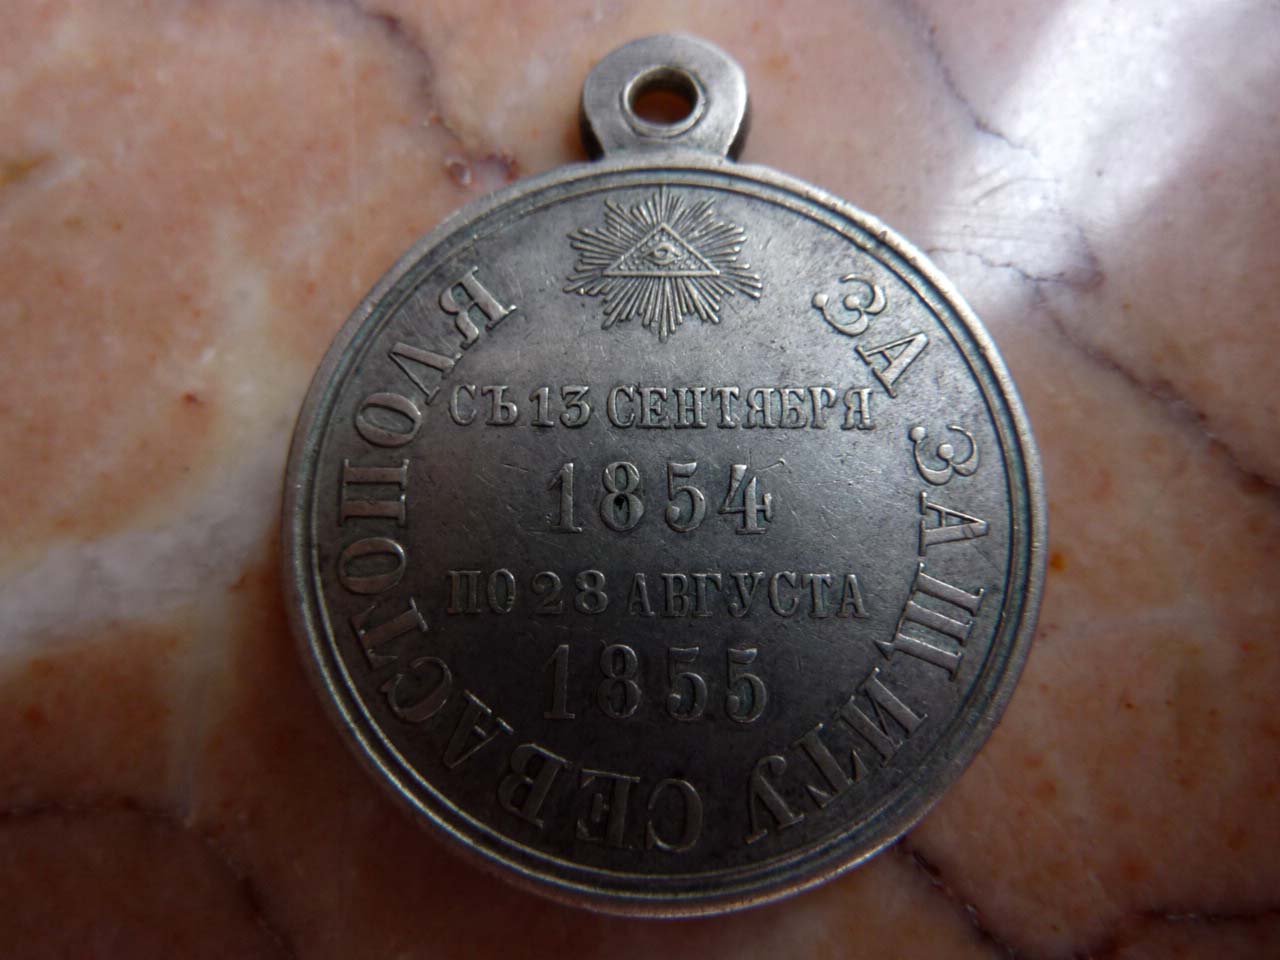 ЗА ЗАЩИТУ СЕВАСТОПОЛЯ
СЪ 13 СЕНТЯБРЯ
1854
ПО 28 АВГУСТА
1855